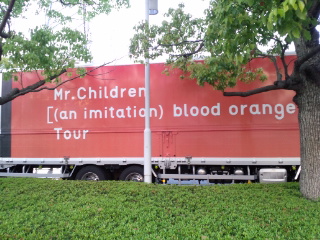 Mr.Children
[(an imitation) blood orange
Tour